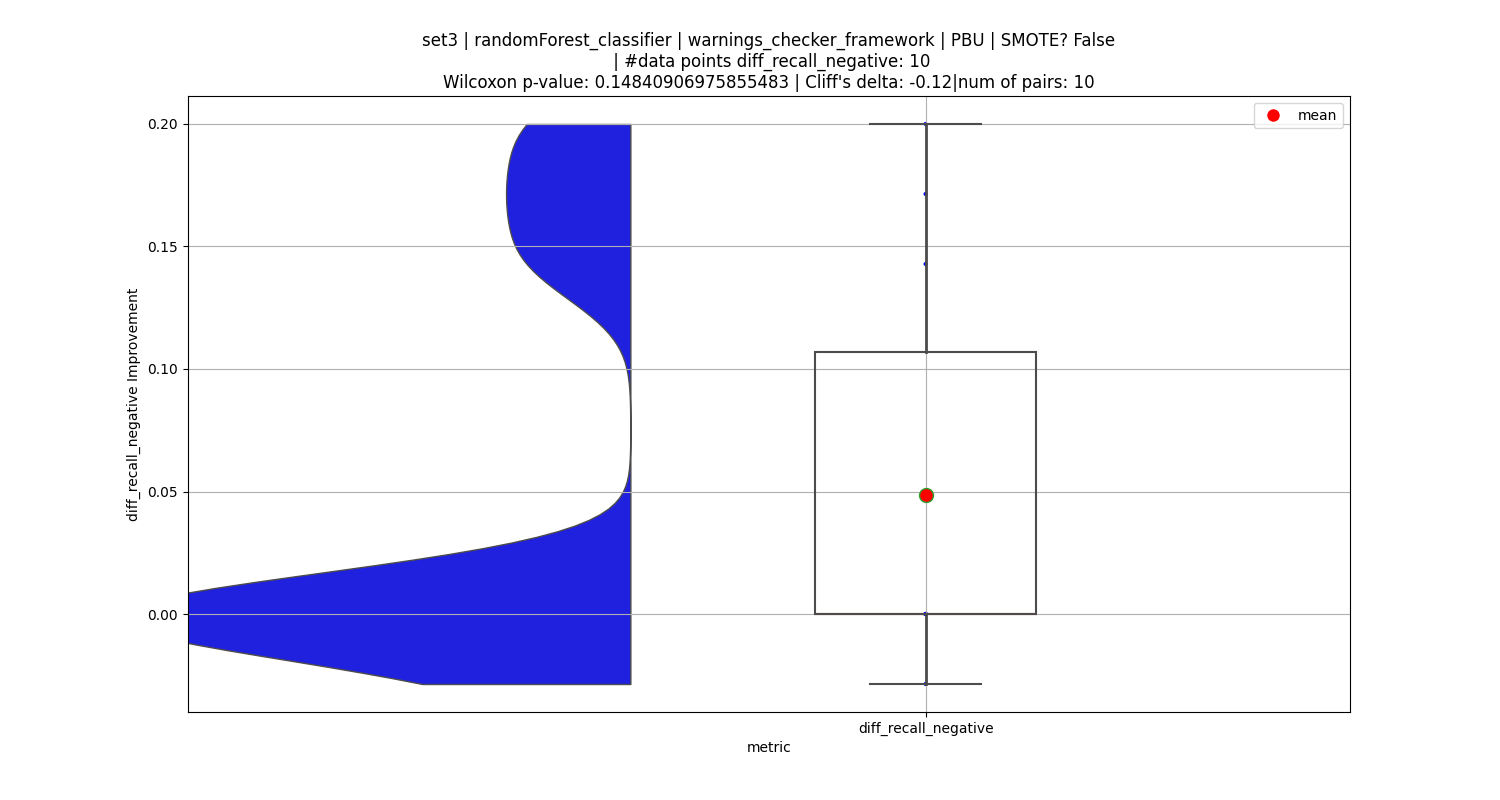 set3 | randomForest_classifier | warnings_checker_framework | PBU | SMOTE? False
| #data points diff_recall_negative: 10
Wilcoxon p-value: 0.14840906975855483 | Cliff's delta: -0.12|num of pairs: 10
mean
0.20
0.15
0.10
0.05
0.00
diff_recall_negative Improvement
diff_recall_negative
metric